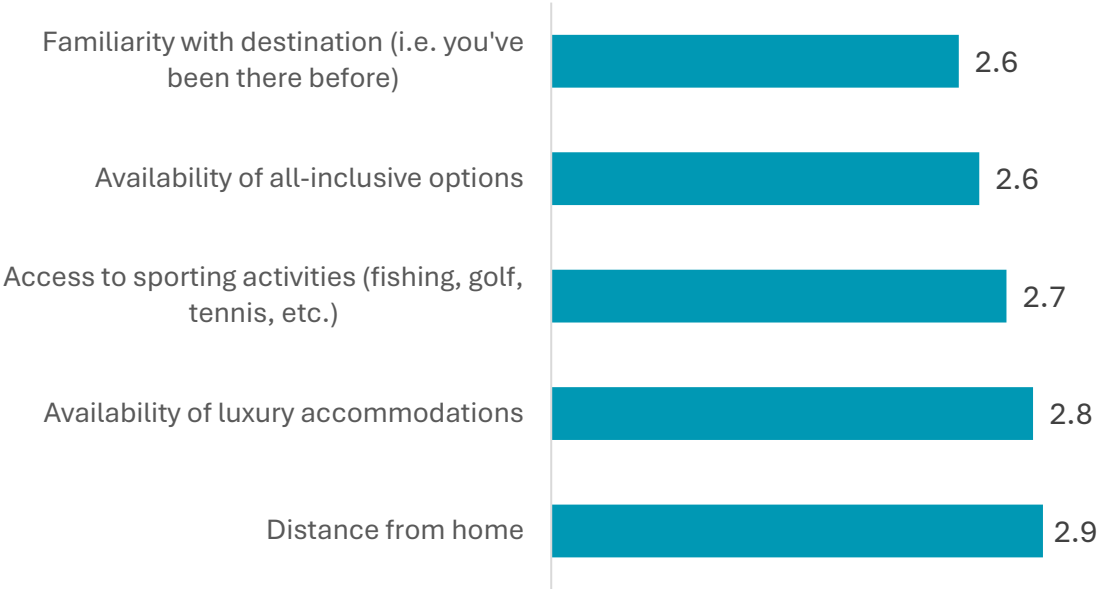 Familiarity with destination (i.e. you've
been there before)
2.6
Availability of all-inclusive options
2.6
Access to sporting activities (fishing, golf,
tennis, etc.)
2.7
Availability of luxury accommodations
2.8
Distance from home
2.9